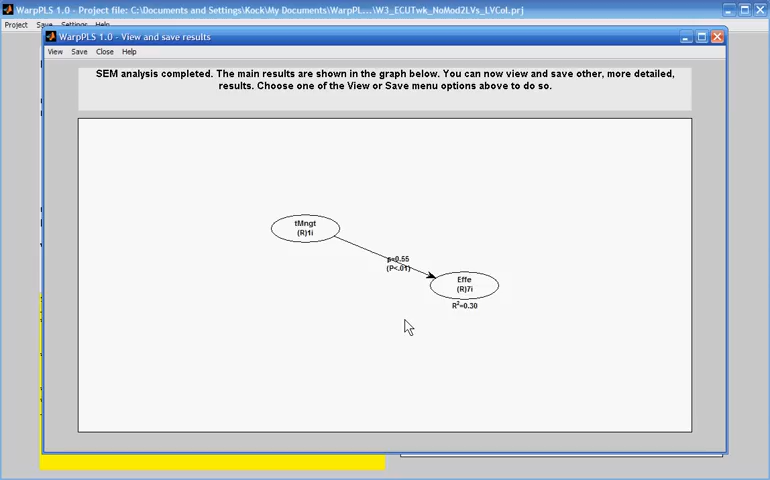 WarpPLS 1.0 - Project file: C:\Documents and Settings\Kock\My Documents\WarpPL...\W3_ECUTwk_NoMod2LVs_LVCol.prj
Project Save Settings Help
WarpPLS 1.0 - View and save results
View Save Close Help
SEM analysis completed. The main results are shown in the graph below. You can now view and save other, more detailed,
results. Choose one of the View or Save menu options above to do so.
tMngt
(R)1i
β=0.55
(P<.01)
Effe
(R)7i
R²=0.30